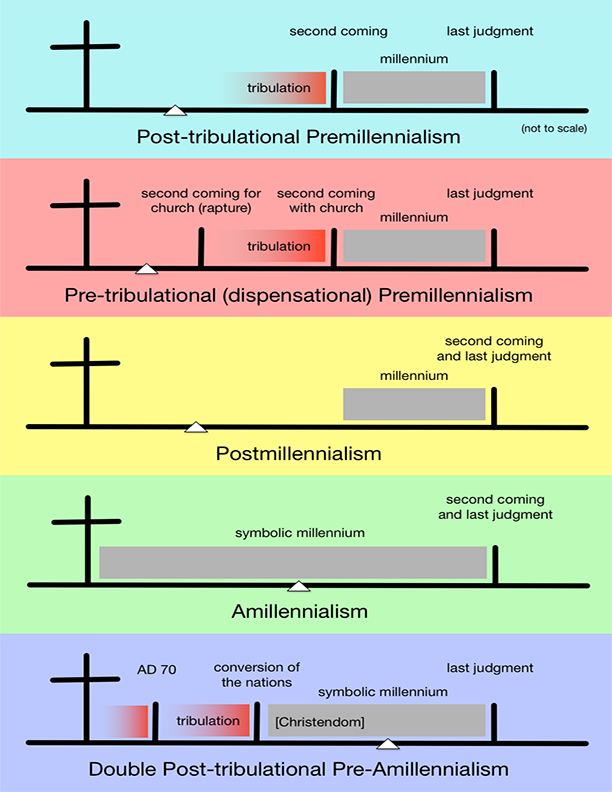 second coming
last judgment
millennium
tribulation
(not to scale)
Post-tribulational Premillennialism
second coming for
church (rapture)
second coming
with church
last judgment
millennium
tribulation
Pre-tribulational (dispensational) Premillennialism
second coming
and last judgment
millennium
Postmillennialism
second coming
and last judgment
symbolic millennium
Amillennialism
AD 70
conversion of
the nations
last judgment
symbolic millennium
tribulation
[Christendom]
Double Post-tribulational Pre-Amillennialism